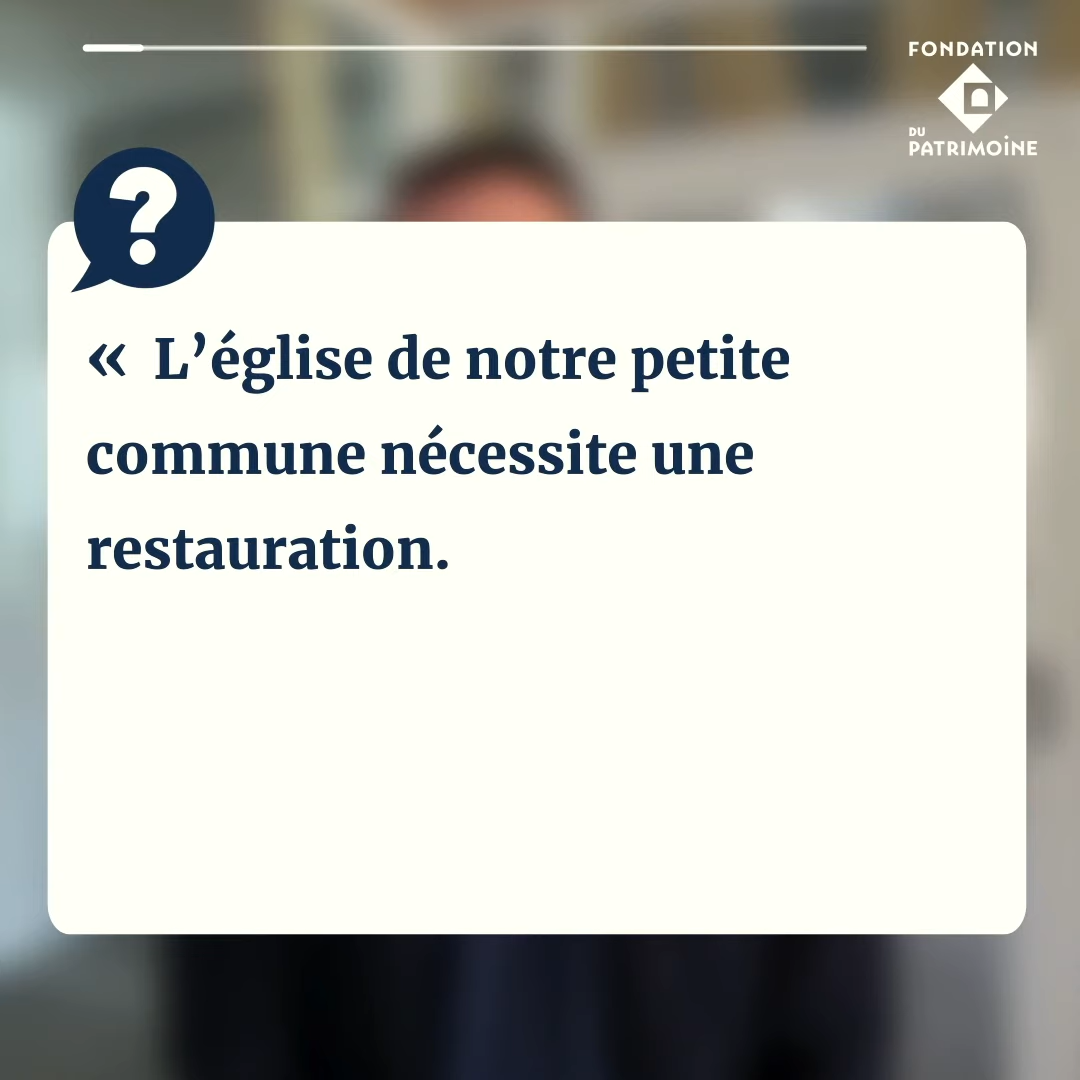 FONDATION
DU
PATRIMOINE
?
«  L’église de notre petite
commune nécessite une
restauration.